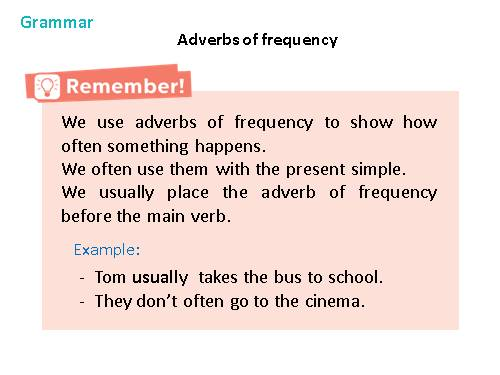 Grammar
Adverbs of frequency
Remember!
We use adverbs of frequency to show how
often something happens.
We often use them with the present simple.
We usually place the adverb of frequency
before the main verb.
Example:
- Tom usually takes the bus to school.
- They don’t often go to the cinema.